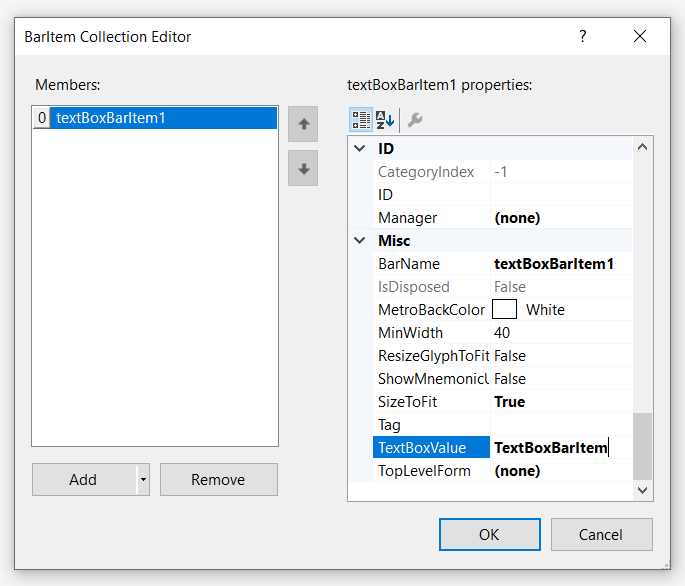 BarItem Collection Editor ?
Members:
0 textBoxBarItem1
Add
Remove
textBoxBarItem1 properties:
ID
CategoryIndex -1
ID
Manager (none)
Misc
BarName textBoxBarItem1
IsDisposed False
MetroBackColor White
MinWidth 40
ResizeGlyphToFit False
ShowMnemonicU False
SizeToFit True
Tag
TextBoxValue TextBoxBarItem
TopLevelForm (none)
OK
Cancel